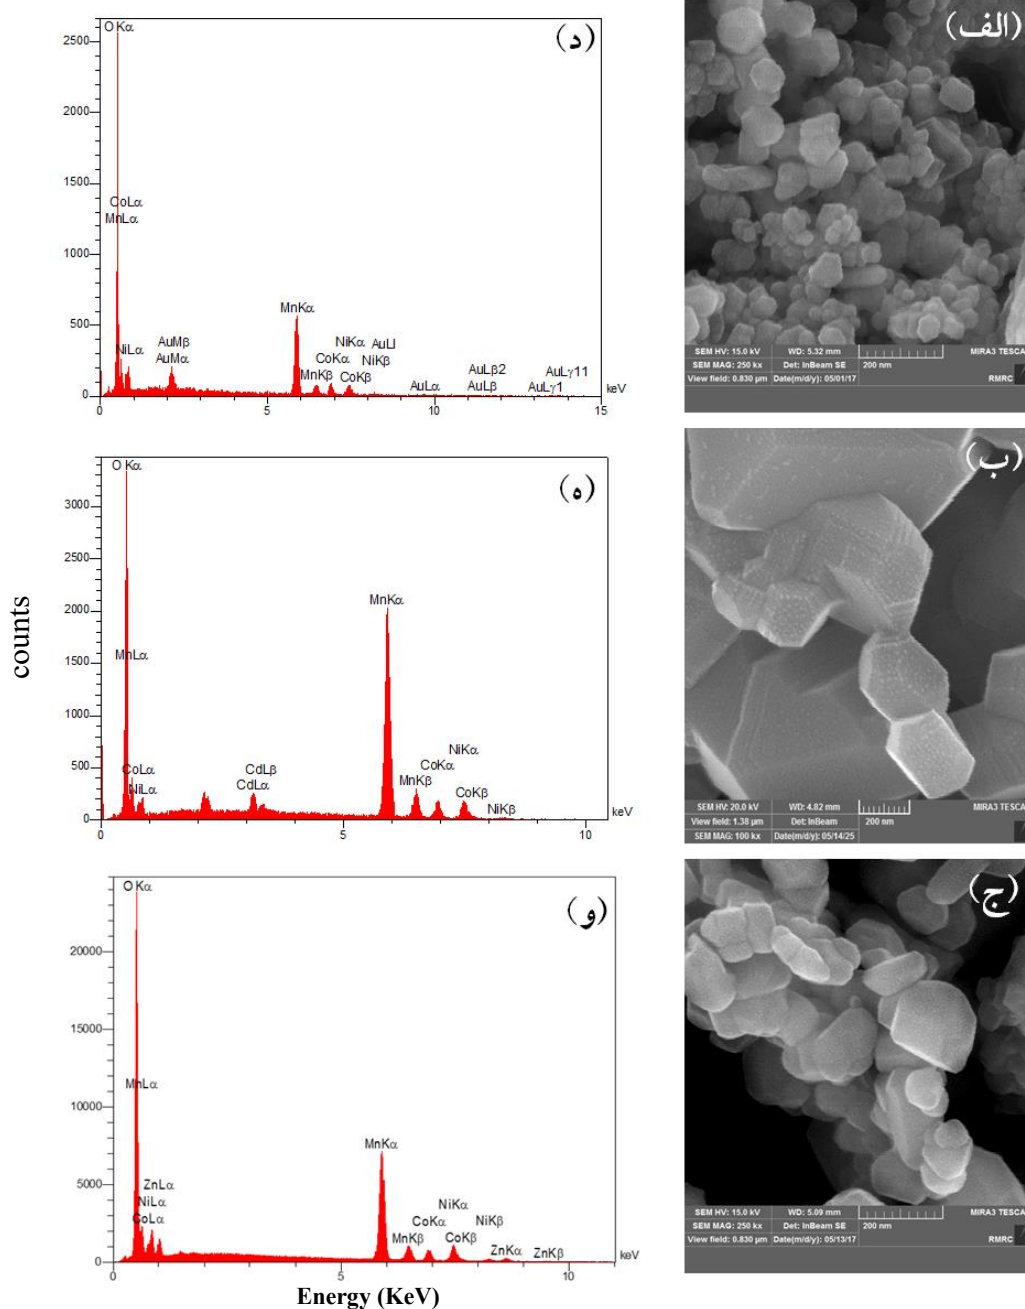 (د)
O Kα
2500
2000
1500
1000
500
0
CoLα
MnLα
NiLα
AuMβ
AuMα
MnKα
NiKα
AuLl
CoKα
NiKβ
MnKβ
CoKβ
AuLα
AuLβ2
AuLβ
AuLγ11
AuLγ1
keV
0
5
10
15
(الف)
SEM HV: 15.0 kV
WD: 5.32 mm
MIRA3 TESCA
SEM MAG: 250 kx
Det: InBeam SE
200 nm
View field: 0.830 µm
Date(m/d/y): 05/01/17
RMRC
(ه)
O Kα
3000
2500
2000
1500
1000
500
0
MnLα
CoLα
NiLα
CdLβ
CdLα
MnKα
NiKα
CoKα
MnKβ
CoKβ
NiKβ
keV
0
5
10
counts
(ب)
SEM HV: 20.0 kV
WD: 4.82 mm
MIRA3 TESCA
View field: 1.38 µm
Det: InBeam
200 nm
SEM MAG: 100 kx
Date(m/d/y): 05/14/25
(و)
O Kα
20000
15000
10000
5000
0
MnLα
ZnLα
NiLα
CoLα
MnKα
NiKα
CoKα
NiKβ
MnKβ
CoKβ
ZnKα
ZnKβ
keV
0
5
10
Energy (KeV)
(ج)
SEM HV: 15.0 kV
WD: 5.09 mm
MIRA3 TESCA
SEM MAG: 250 kx
Det: InBeam SE
200 nm
View field: 0.830 µm
Date(m/d/y): 05/13/17
RMRC